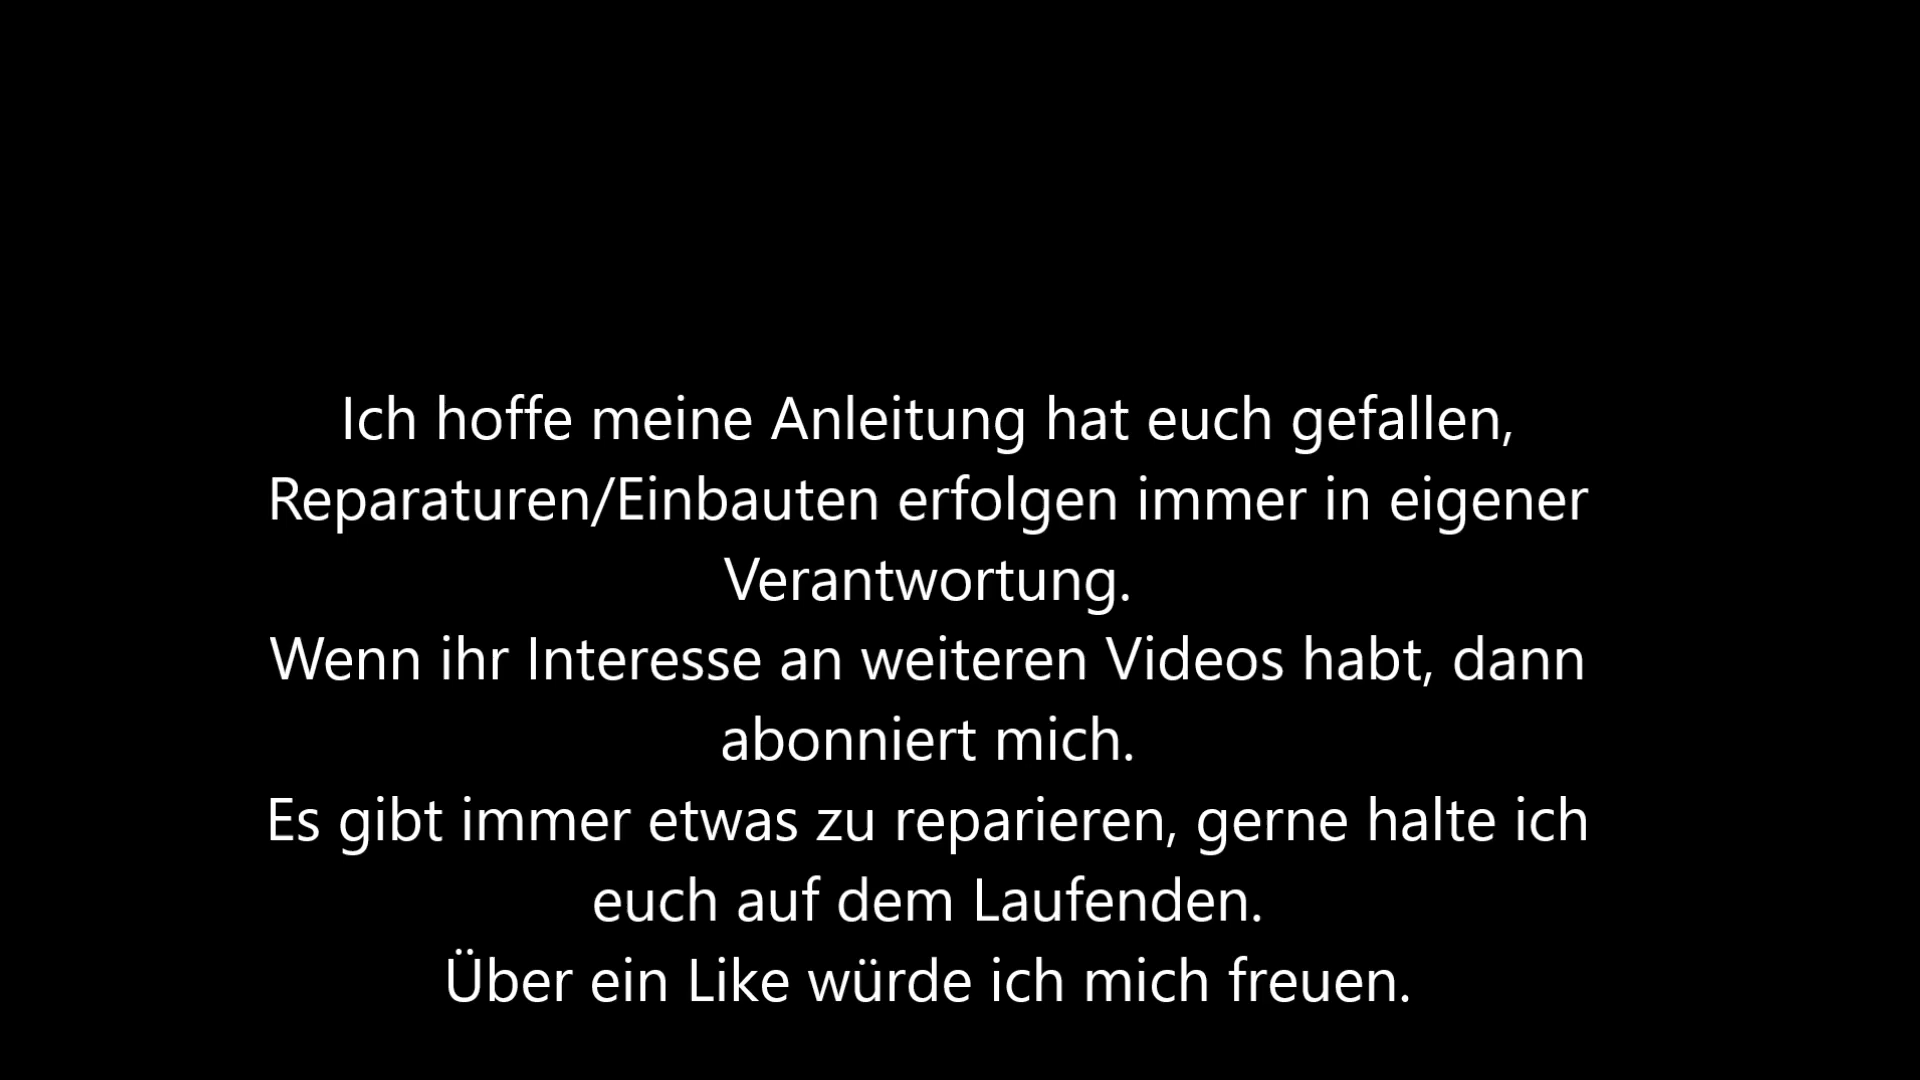 Ich hoffe meine Anleitung hat euch gefallen,
Reparaturen/Einbauten erfolgen immer in eigener
Verantwortung.
Wenn ihr Interesse an weiteren Videos habt, dann
abonniert mich.
Es gibt immer etwas zu reparieren, gerne halte ich
euch auf dem Laufenden.
Über ein Like würde ich mich freuen.